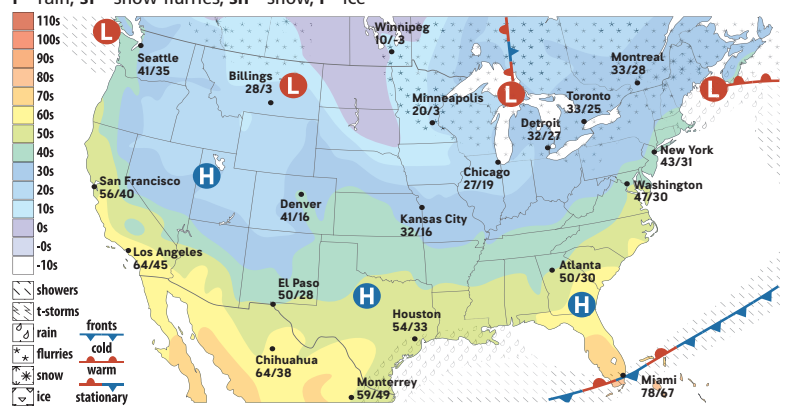 r - rain, sf - snow flurries, sn - snow, i - ice
110s
100s
90s
80s
70s
60s
50s
40s
30s
20s
10s
0s
-0s
-10s
showers
t-storms
rain
flurries
snow
ice
fronts
cold
warm
stationary
L
Seattle
41/35
Billings
28/3
L
Winnipeg
10/-3
Minneapolis
20/3
L
Montreal
33/28
Toronto
33/25
L
Detroit
32/27
New York
43/31
Chicago
27/19
Washington
47/30
H
San Francisco
56/40
Denver
41/16
Kansas City
32/16
Los Angeles
64/45
El Paso
50/28
H
Atlanta
50/30
H
Houston
54/33
Chihuahua
64/38
Monterrey
59/49
Miami
78/67